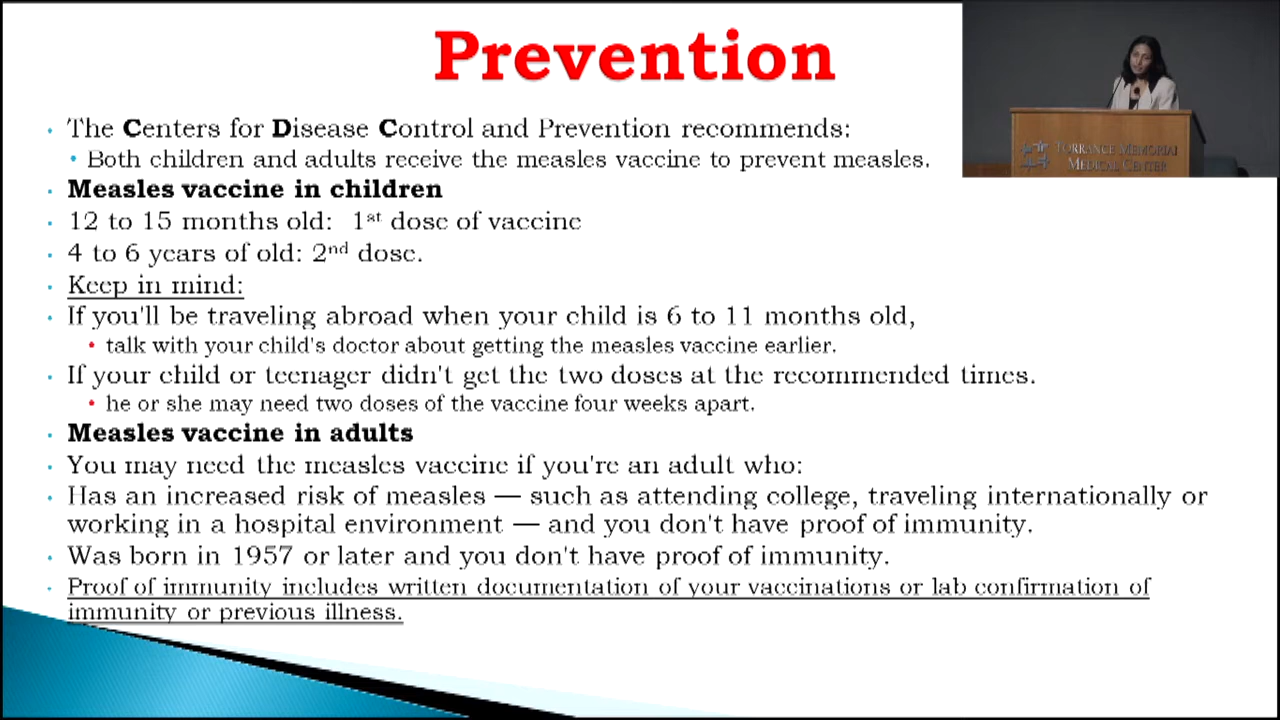 Prevention
The Centers for Disease Control and Prevention recommends:
Both children and adults receive the measles vaccine to prevent measles.
Measles vaccine in children
12 to 15 months old: 1st dose of vaccine
4 to 6 years of old: 2nd dose.
Keep in mind:
If you'll be traveling abroad when your child is 6 to 11 months old,
talk with your child's doctor about getting the measles vaccine earlier.
If your child or teenager didn't get the two doses at the recommended times.
he or she may need two doses of the vaccine four weeks apart.
Measles vaccine in adults
You may need the measles vaccine if you're an adult who:
Has an increased risk of measles — such as attending college, traveling internationally or
working in a hospital environment — and you don't have proof of immunity.
Was born in 1957 or later and you don't have proof of immunity.
Proof of immunity includes written documentation of your vaccinations or lab confirmation of
immunity or previous illness.
TORRANCE MEMORIAL
MEDICAL CENTER